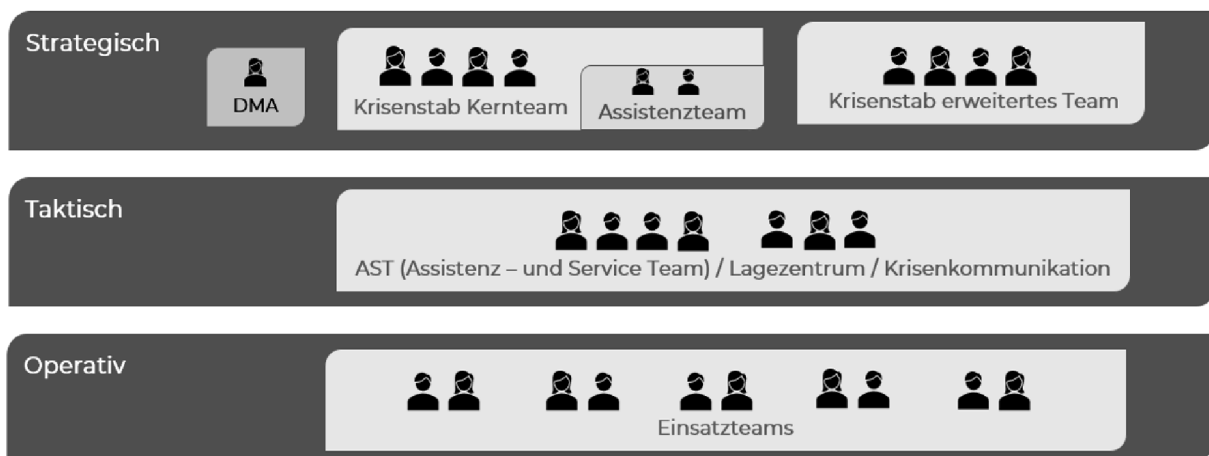 Strategisch
DMA
Krisenstab Kernteam
Assistenzteam
Krisenstab erweitertes Team
Taktisch
AST (Assistenz – und Service Team) / Lagezentrum / Krisenkommunikation
Operativ
Einsatzteams